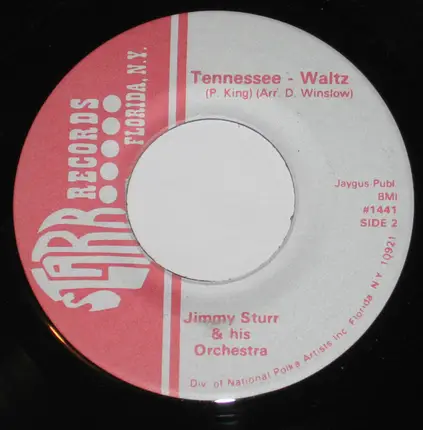 STARR
RECORDS
FLORIDA, N.Y.
Tennessee - Waltz
(P. King) (Arr. D. Winslow)
Jaygus Publ
BMI
#1441
SIDE 2
Jimmy Sturr
& his
Orchestra
Div. of National Polka Artists Inc. Florida N.Y. 10921